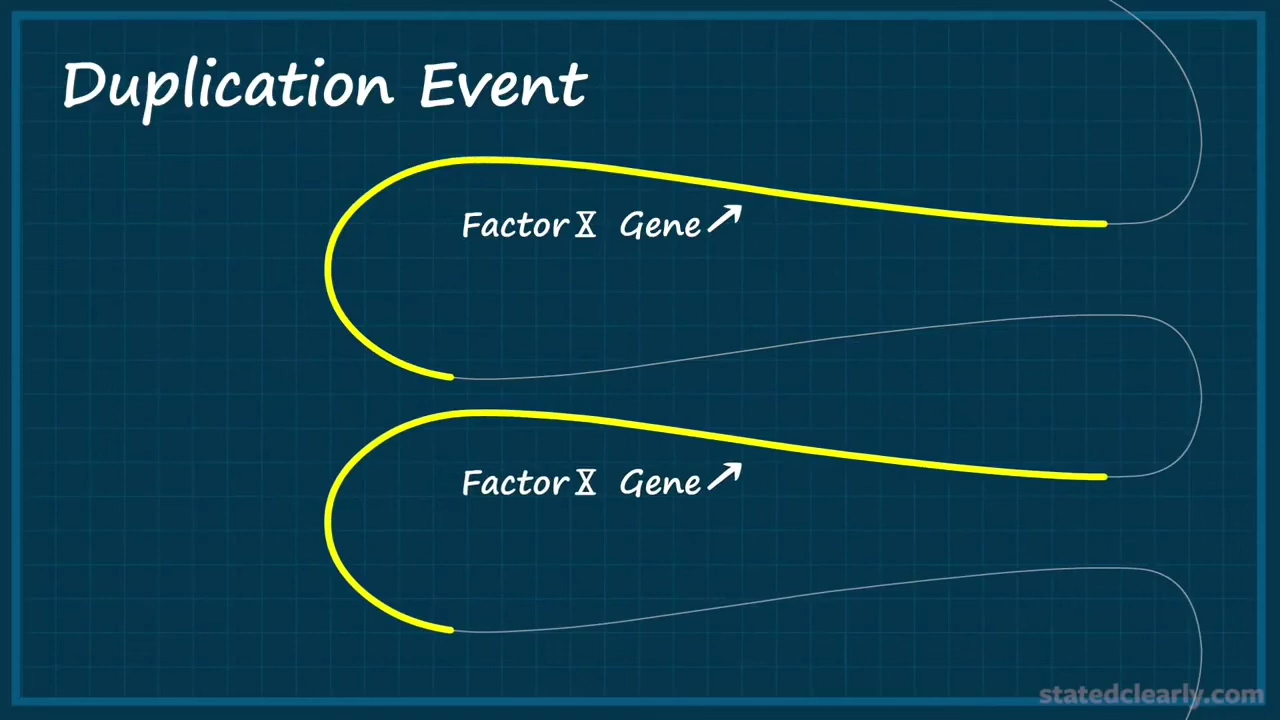 Duplication Event
Factor X Gene
Factor X Gene
statedclearly.com